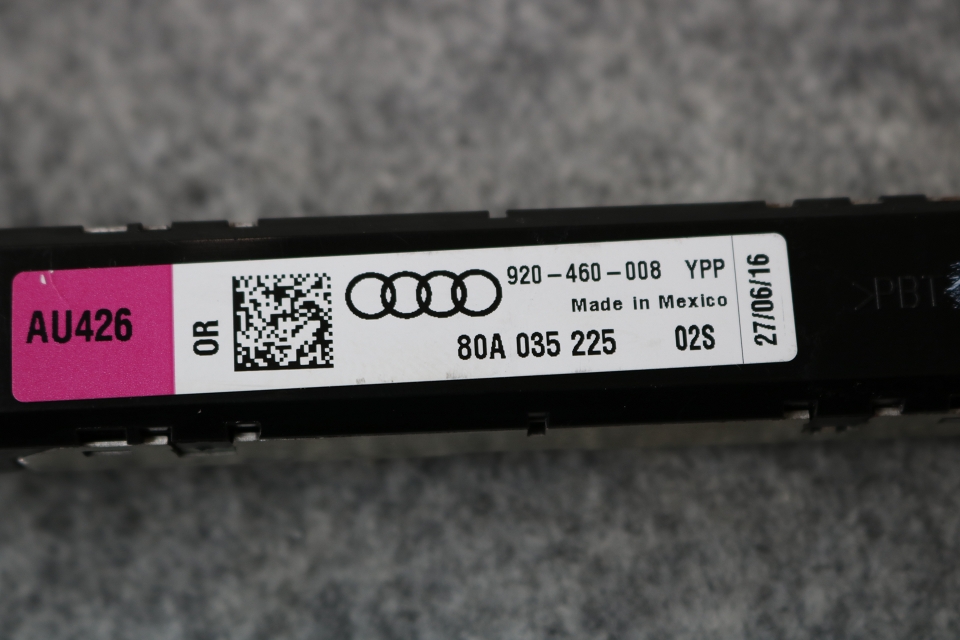 AU426
OR
920-460-008 YPP
Made in Mexico
80A 035 225 02S
27/06/16
>PBT